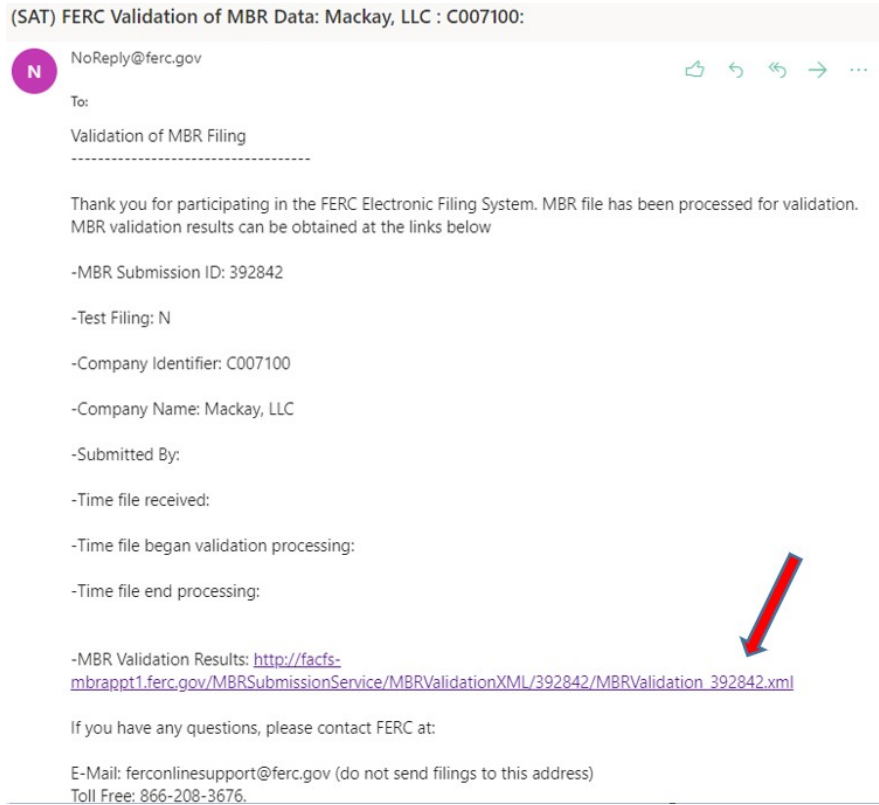 (SAT) FERC Validation of MBR Data: Mackay, LLC : C007100:
N
NoReply@ferc.gov
To:
Validation of MBR Filing
------------------------------------
Thank you for participating in the FERC Electronic Filing System. MBR file has been processed for validation.
MBR validation results can be obtained at the links below
-MBR Submission ID: 392842
-Test Filing: N
-Company Identifier: C007100
-Company Name: Mackay, LLC
-Submitted By:
-Time file received:
-Time file began validation processing:
-Time file end processing:
-MBR Validation Results: http://facfs-
mbrappt1.ferc.gov/MBRSubmissionService/MBRValidationXML/392842/MBRValidation_392842.xml
If you have any questions, please contact FERC at:
E-Mail: ferconlinesupport@ferc.gov (do not send filings to this address)
Toll Free: 866-208-3676.